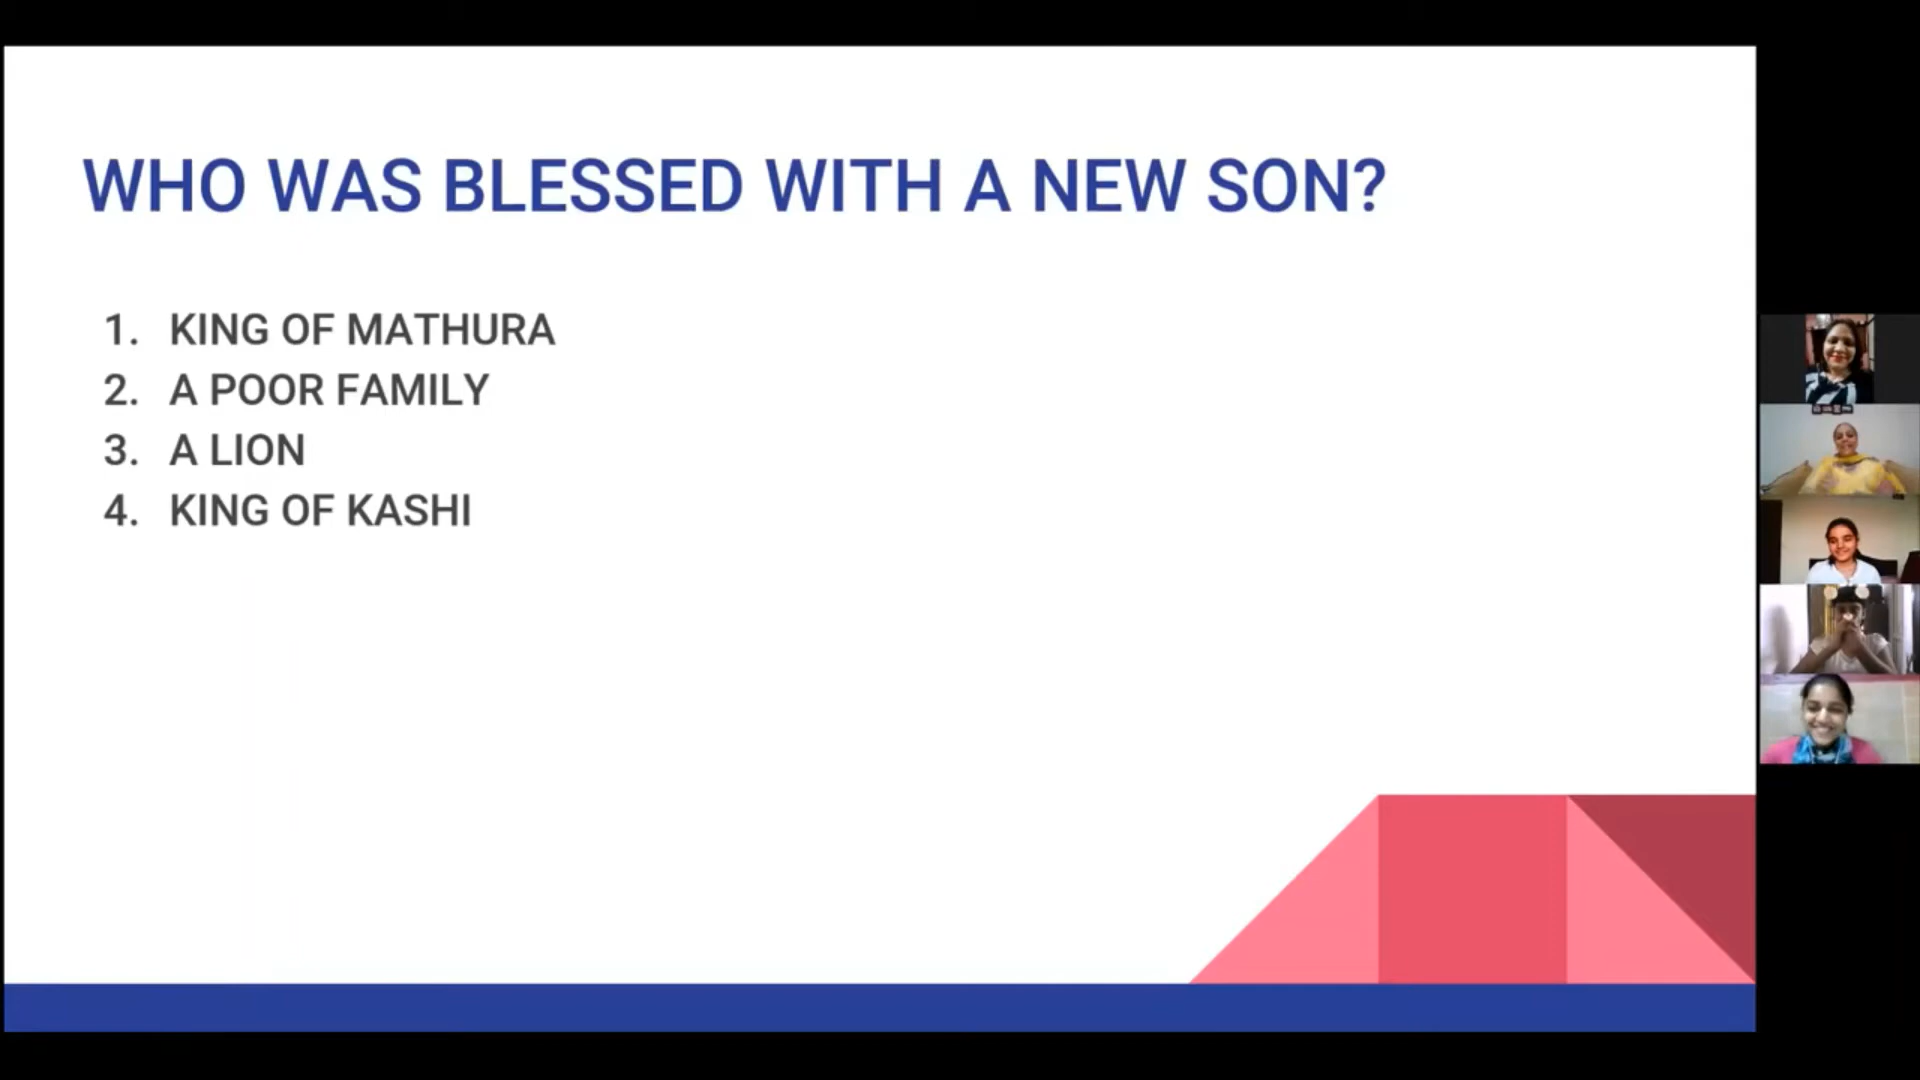 WHO WAS BLESSED WITH A NEW SON?
1. KING OF MATHURA
2. A POOR FAMILY
3. A LION
4. KING OF KASHI